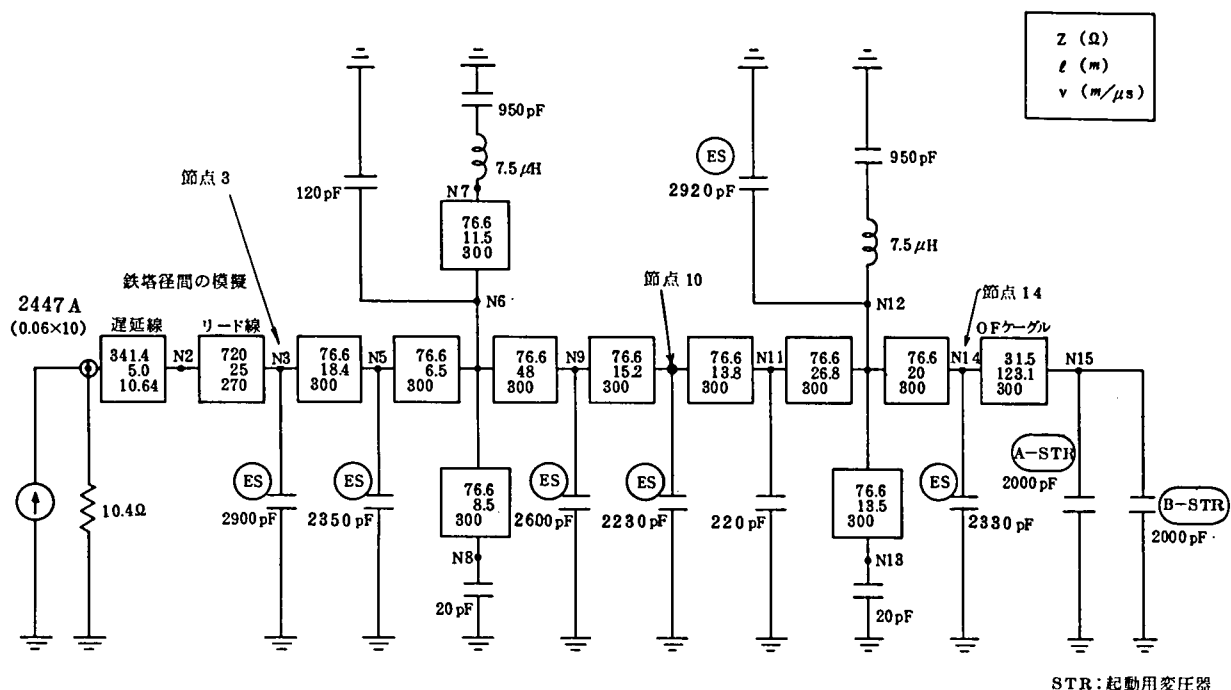 Z (Ω)
ℓ (m)
v (m/μs)
950pF
7.5μH
節点 3
120pF
N7
76.6
11.5
300
ES
2920pF
950pF
7.5μH
N12
節点 10
節点 14
鉄塔径間の模擬
N6
2447A
(0.06×10)
遅延線
341.4
5.0
10.64
N2
リード線
720
25
270
N3
76.6
18.4
300
N5
76.6
6.5
300
76.6
48
300
N9
76.6
15.2
300
76.6
13.8
300
N11
76.6
26.8
300
76.6
20
300
N14
OFケーグル
31.5
123.1
300
N15
10.4Ω
ES
2900pF
ES
2350pF
76.6
8.5
300
N8
20pF
ES
2600pF
ES
2230pF
220pF
76.6
13.5
300
N13
20pF
ES
2330pF
A-STR
2000pF
B-STR
2000pF
STR:起動用変圧器